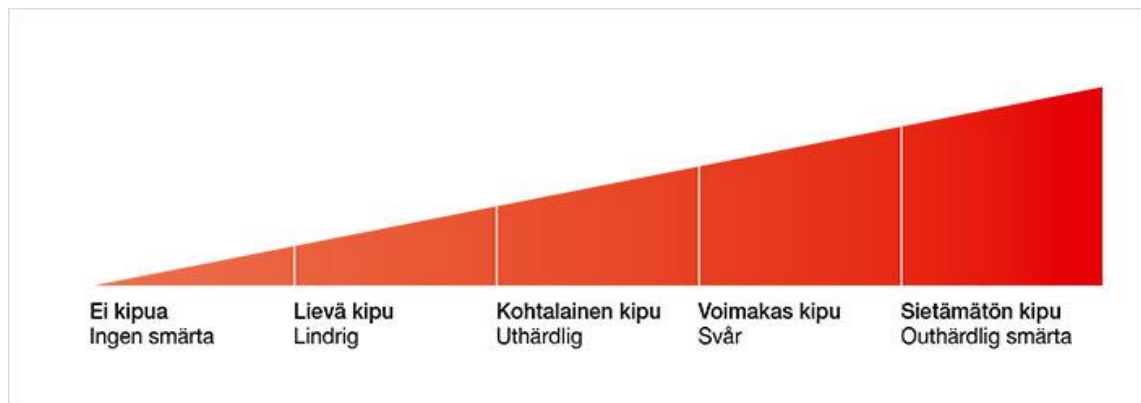 Ei kipua
Ingen smärta
Lievä kipu
Lindrig
Kohtalainen kipu
Uthärdlig
Voimakas kipu
Svår
Sietämätön kipu
Outhärdlig smärta